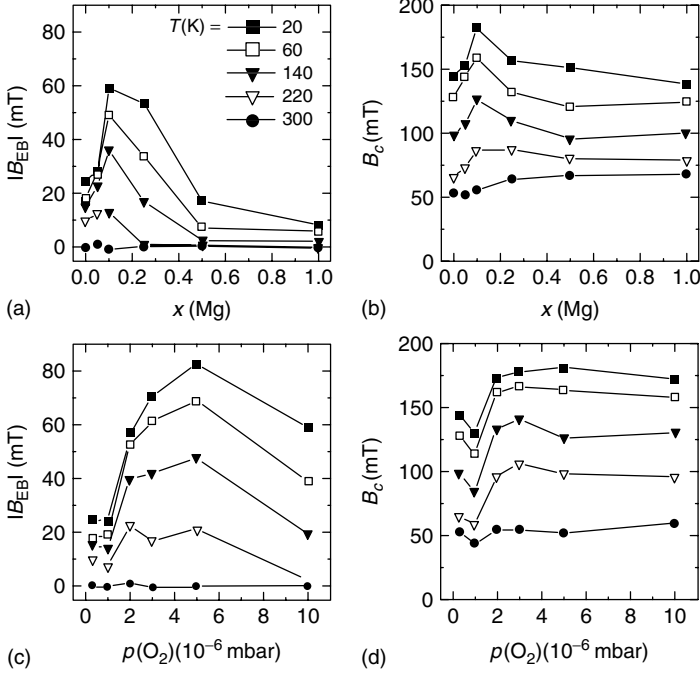 T(K) =
20
60
140
220
300
80
60
40
20
0
|B_EB| (mT)
0.0 0.2 0.4 0.6 0.8 1.0
(a)
x (Mg)
200
150
100
50
0
B_c (mT)
0.0 0.2 0.4 0.6 0.8 1.0
(b)
x (Mg)
80
60
40
20
0
|B_EB| (mT)
0 2 4 6 8 10
(c)
p(O₂)(10⁻⁶ mbar)
200
150
100
50
0
B_c (mT)
0 2 4 6 8 10
(d)
p(O₂)(10⁻⁶ mbar)